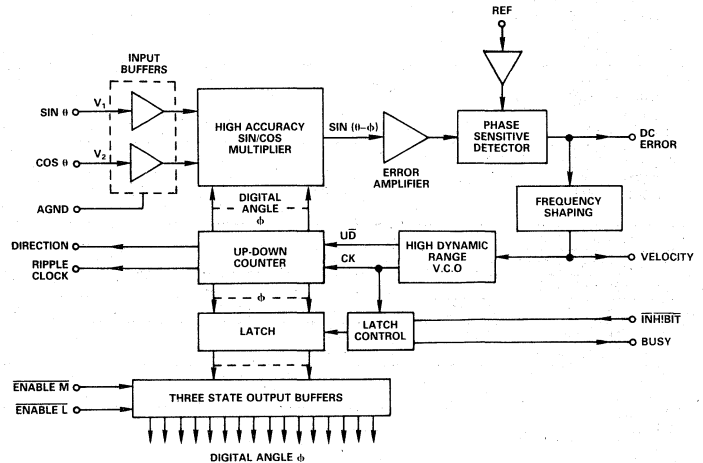 REF
INPUT
BUFFERS
SIN θ
V1
COS θ
V2
AGND
HIGH ACCURACY
SIN/COS
MULTIPLIER
SIN (θ–ϕ)
ERROR
AMPLIFIER
PHASE
SENSITIVE
DETECTOR
DC
ERROR
FREQUENCY
SHAPING
DIGITAL
ANGLE
ϕ
DIRECTION
RIPPLE
CLOCK
UP-DOWN
COUNTER
UD̅
CK
HIGH DYNAMIC
RANGE
V.C.O
VELOCITY
ϕ
LATCH
LATCH
CONTROL
INH!BIT
BUSY
ENABLE M
ENABLE L
THREE STATE OUTPUT BUFFERS
DIGITAL ANGLE ϕ